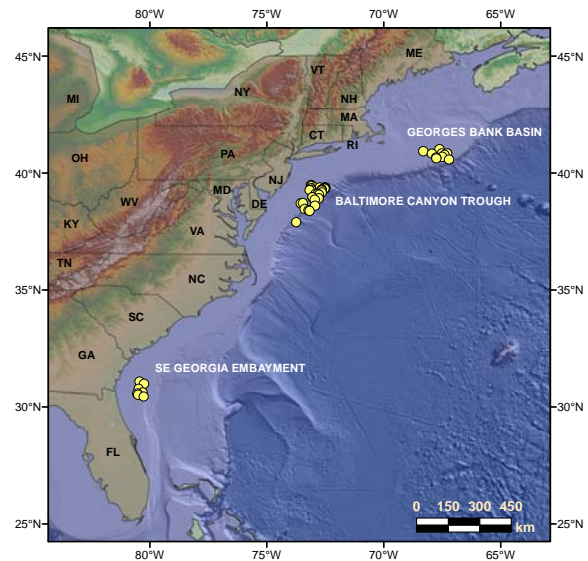 80°W 75°W 70°W 65°W
45°N 45°N
ME
VT
NY
NH
MI
MA
GEORGES BANK BASIN
CT
RI
OH
PA
40°N 40°N
NJ
MD
BALTIMORE CANYON TROUGH
WV
DE
KY
VA
TN
NC
35°N 35°N
SC
GA
SE GEORGIA EMBAYMENT
30°N 30°N
FL
0 150 300 450
km
25°N 25°N
80°W 75°W 70°W 65°W